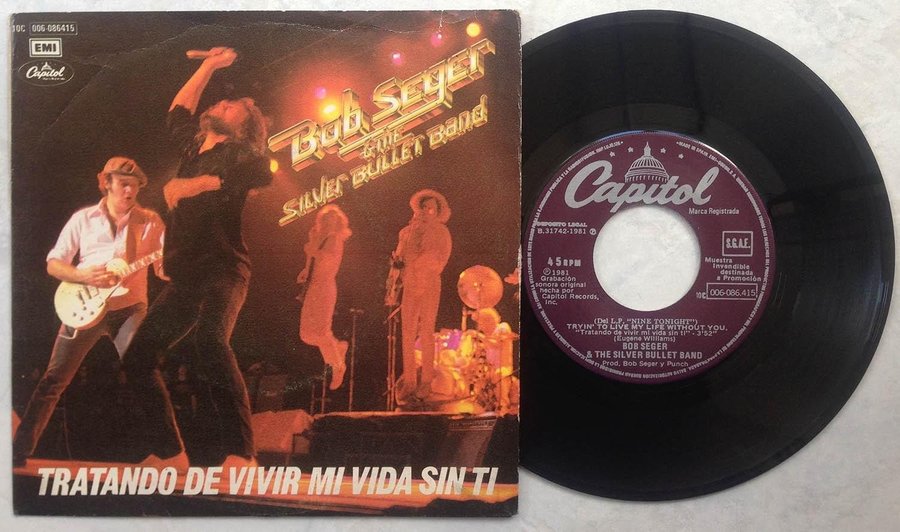 10C 006-086415
EMI
Capitol
Bob Seger
& THE
SILVER BULLET BAND
TRATANDO DE VIVIR MI VIDA SIN TI
Capitol
Marca Registrada
DEPOSITO LEGAL
B.31742-1981 ℗
S.G.A.E.
45 RPM
Muestra
Invendible
destinada
a Promoción
℗ 1981
Grabación
sonora original
hecha por
Capitol Records,
Inc.
10C 006-086.415
(Del L.P. "NINE TONIGHT")
TRYIN' TO LIVE MY LIFE WITHOUT YOU,
"Tratando de vivir mi vida sin ti" - 3'52"
(Eugene Williams)
BOB SEGER
& THE SILVER BULLET BAND
Prod. Bob Seger y Punch.